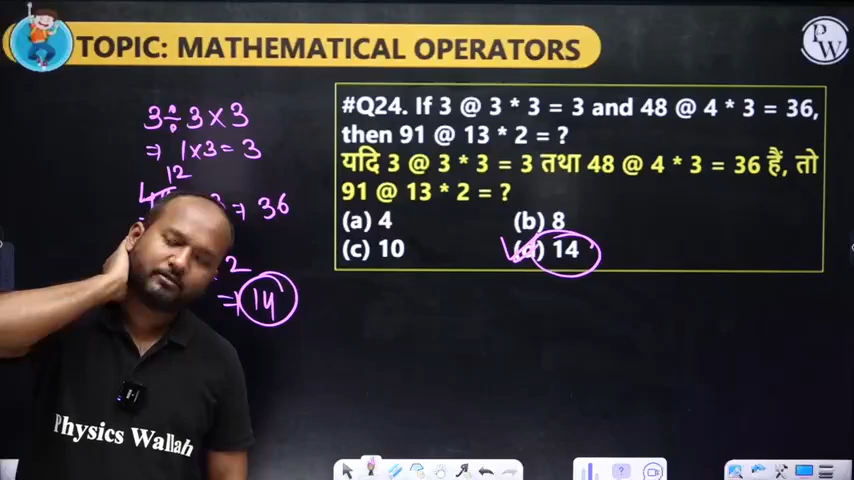 TOPIC: MATHEMATICAL OPERATORS
PW
3 ÷ 3 × 3
⇒ 1×3 = 3
12
⇒ 36
2
⇒ 14
#Q24. If 3 @ 3 * 3 = 3 and 48 @ 4 * 3 = 36,
then 91 @ 13 * 2 = ?
यदि 3 @ 3 * 3 = 3 तथा 48 @ 4 * 3 = 36 हैं, तो
91 @ 13 * 2 = ?
(a) 4
(b) 8
(c) 10
(d) 14
Physics Wallah